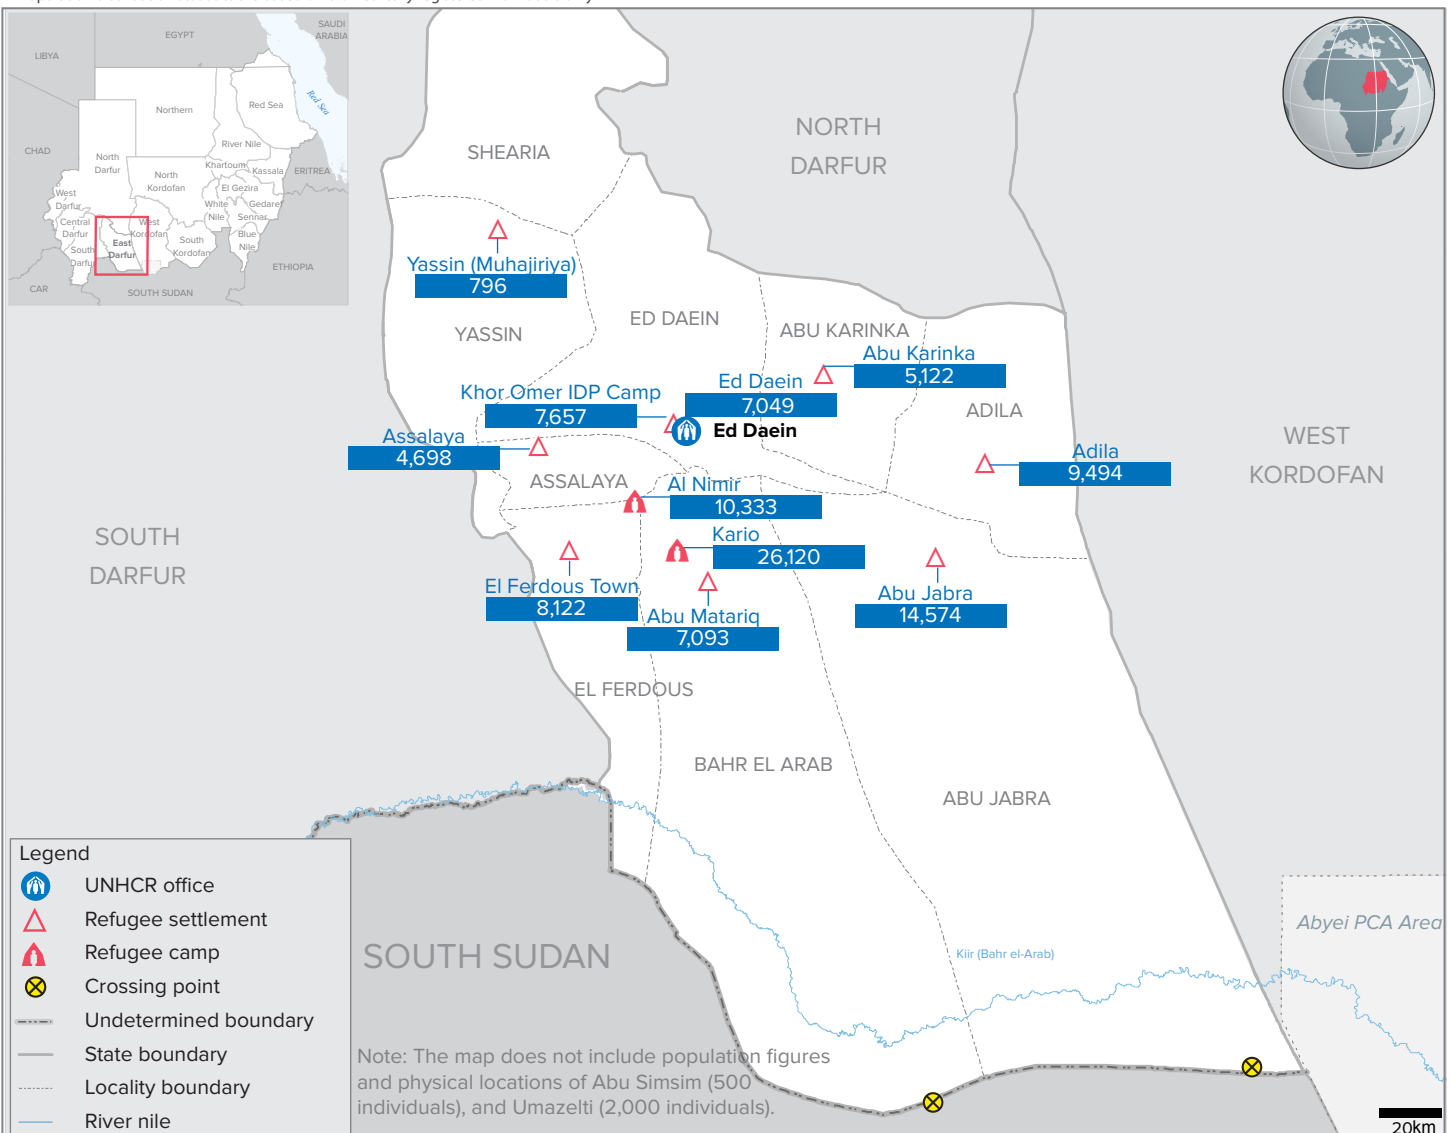 SAUDI
ARABIA
EGYPT
LIBYA
Red Sea
Northern
Red Sea
River Nile
CHAD
North
Darfur
Khartoum
Kassala
ERITREA
North
Kordofan
West
Darfur
El Gezira
White
Nile
Gedaref
Sennar
Central
Darfur
West
Kordofan
South
Kordofan
Blue
Nile
East
Darfur
South
Darfur
ETHIOPIA
CAR
SOUTH SUDAN
NORTH
DARFUR
SHEARIA
Yassin (Muhajiriya)
796
YASSIN
ED DAEIN
ABU KARINKA
Abu Karinka
5,122
Ed Daein
7,049
Khor Omer IDP Camp
7,657
Ed Daein
ADILA
Assalaya
4,698
Adila
9,494
WEST
KORDOFAN
ASSALAYA
Al Nimir
10,333
SOUTH
DARFUR
Kario
26,120
El Ferdous Town
8,122
Abu Matariq
7,093
Abu Jabra
14,574
EL FERDOUS
BAHR EL ARAB
ABU JABRA
SOUTH SUDAN
Kiir (Bahr el-Arab)
Abyei PCA Area
Legend
UNHCR office
Refugee settlement
Refugee camp
Crossing point
Undetermined boundary
State boundary
Locality boundary
River nile
Note: The map does not include population figures
and physical locations of Abu Simsim (500
individuals), and Umazelti (2,000 individuals).
20km